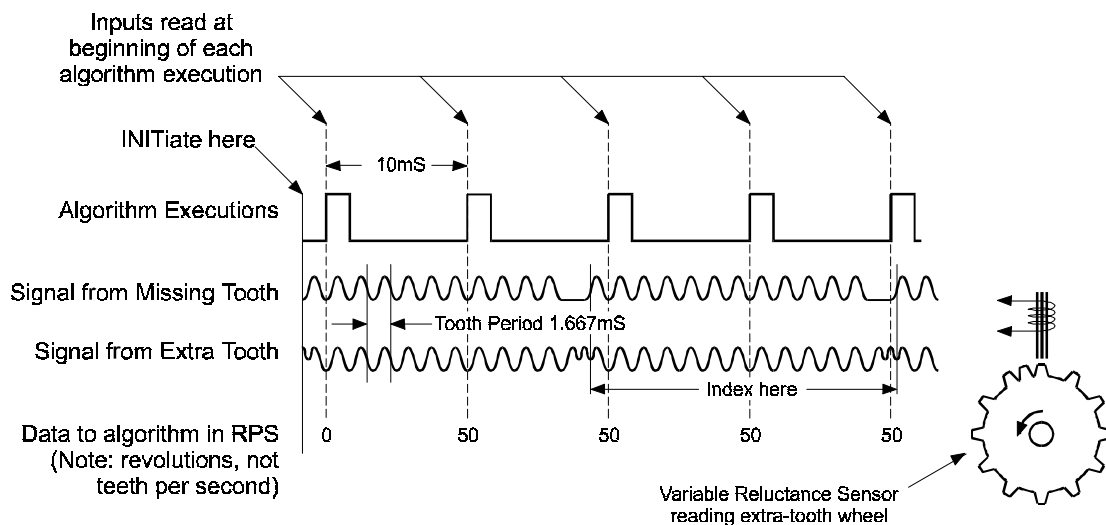 Inputs read at
beginning of each
algorithm execution
INITiate here
10mS
Algorithm Executions
Signal from Missing Tooth
Tooth Period 1.667mS
Signal from Extra Tooth
Index here
Data to algorithm in RPS
(Note: revolutions, not
teeth per second)
0 50 50 50 50
Variable Reluctance Sensor
reading extra-tooth wheel